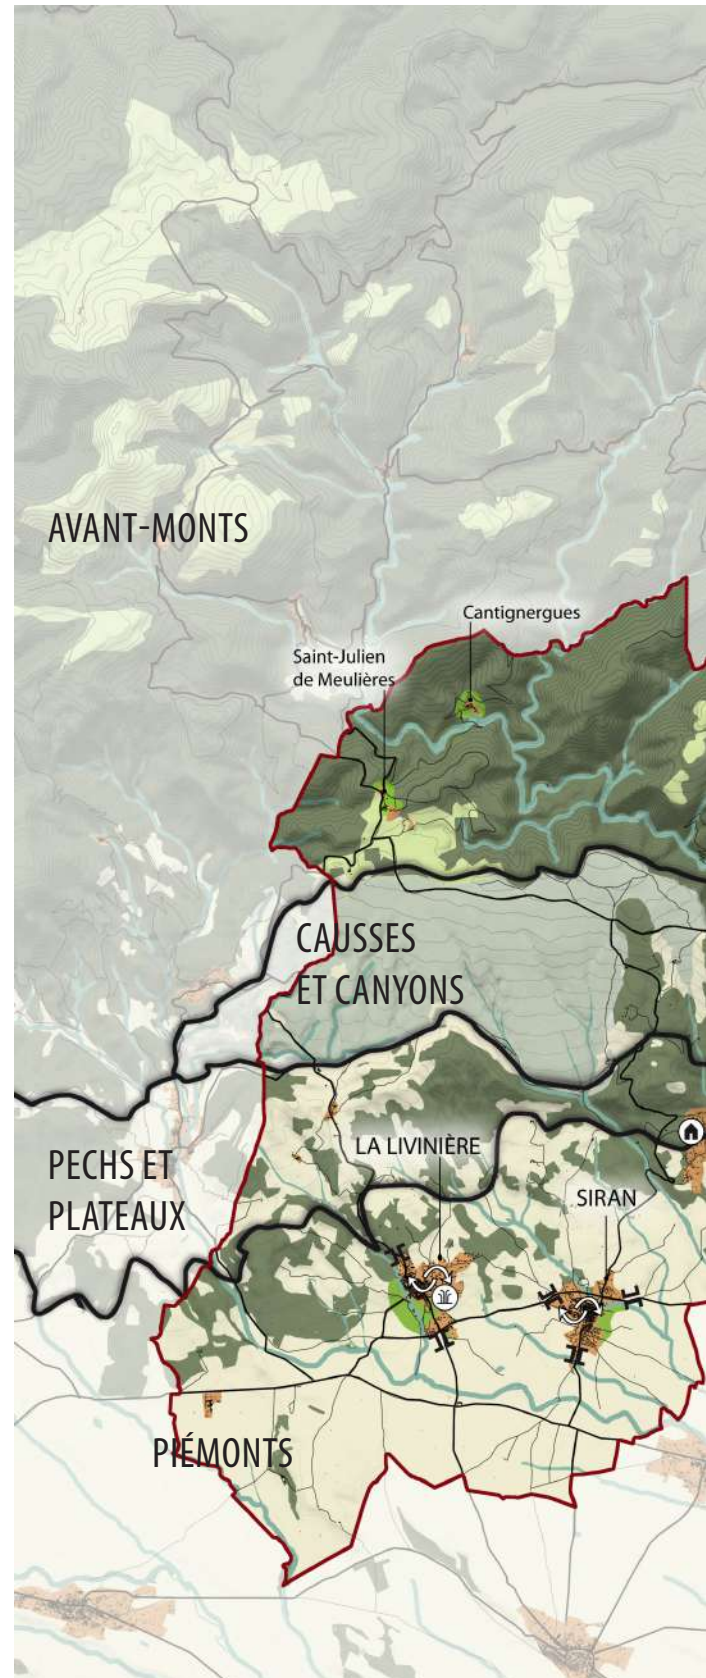 AVANT-MONTS
Cantignergues
Saint-Julien
de Meulières
CAUSSES
ET CANYONS
LA LIVINIÈRE
PECHS ET
PLATEAUX
SIRAN
PIÉMONTS